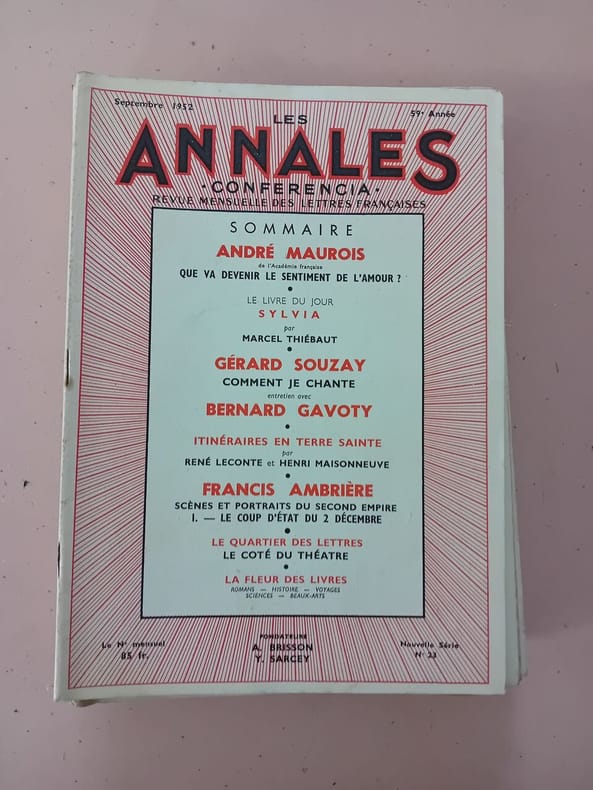 Septembre 1952
59e Année
LES
ANNALES
- CONFERENCIA -
REVUE MENSUELLE DES LETTRES FRANÇAISES
SOMMAIRE
ANDRÉ MAUROIS
de l'Académie française
QUE VA DEVENIR LE SENTIMENT DE L'AMOUR ?
LE LIVRE DU JOUR
SYLVIA
par
MARCEL THIÉBAUT
GÉRARD SOUZAY
COMMENT JE CHANTE
entretien avec
BERNARD GAVOTY
ITINÉRAIRES EN TERRE SAINTE
par
RENÉ LECONTE et HENRI MAISONNEUVE
FRANCIS AMBRIÈRE
SCÈNES ET PORTRAITS DU SECOND EMPIRE
I. — LE COUP D'ÉTAT DU 2 DÉCEMBRE
LE QUARTIER DES LETTRES
LE COTÉ DU THÉATRE
LA FLEUR DES LIVRES
ROMANS — HISTOIRE — VOYAGES
SCIENCES — BEAUX-ARTS
Le No mensuel
85 fr.
FONDATEURS
A. BRISSON
Y. SARCEY
Nouvelle Série
No 23